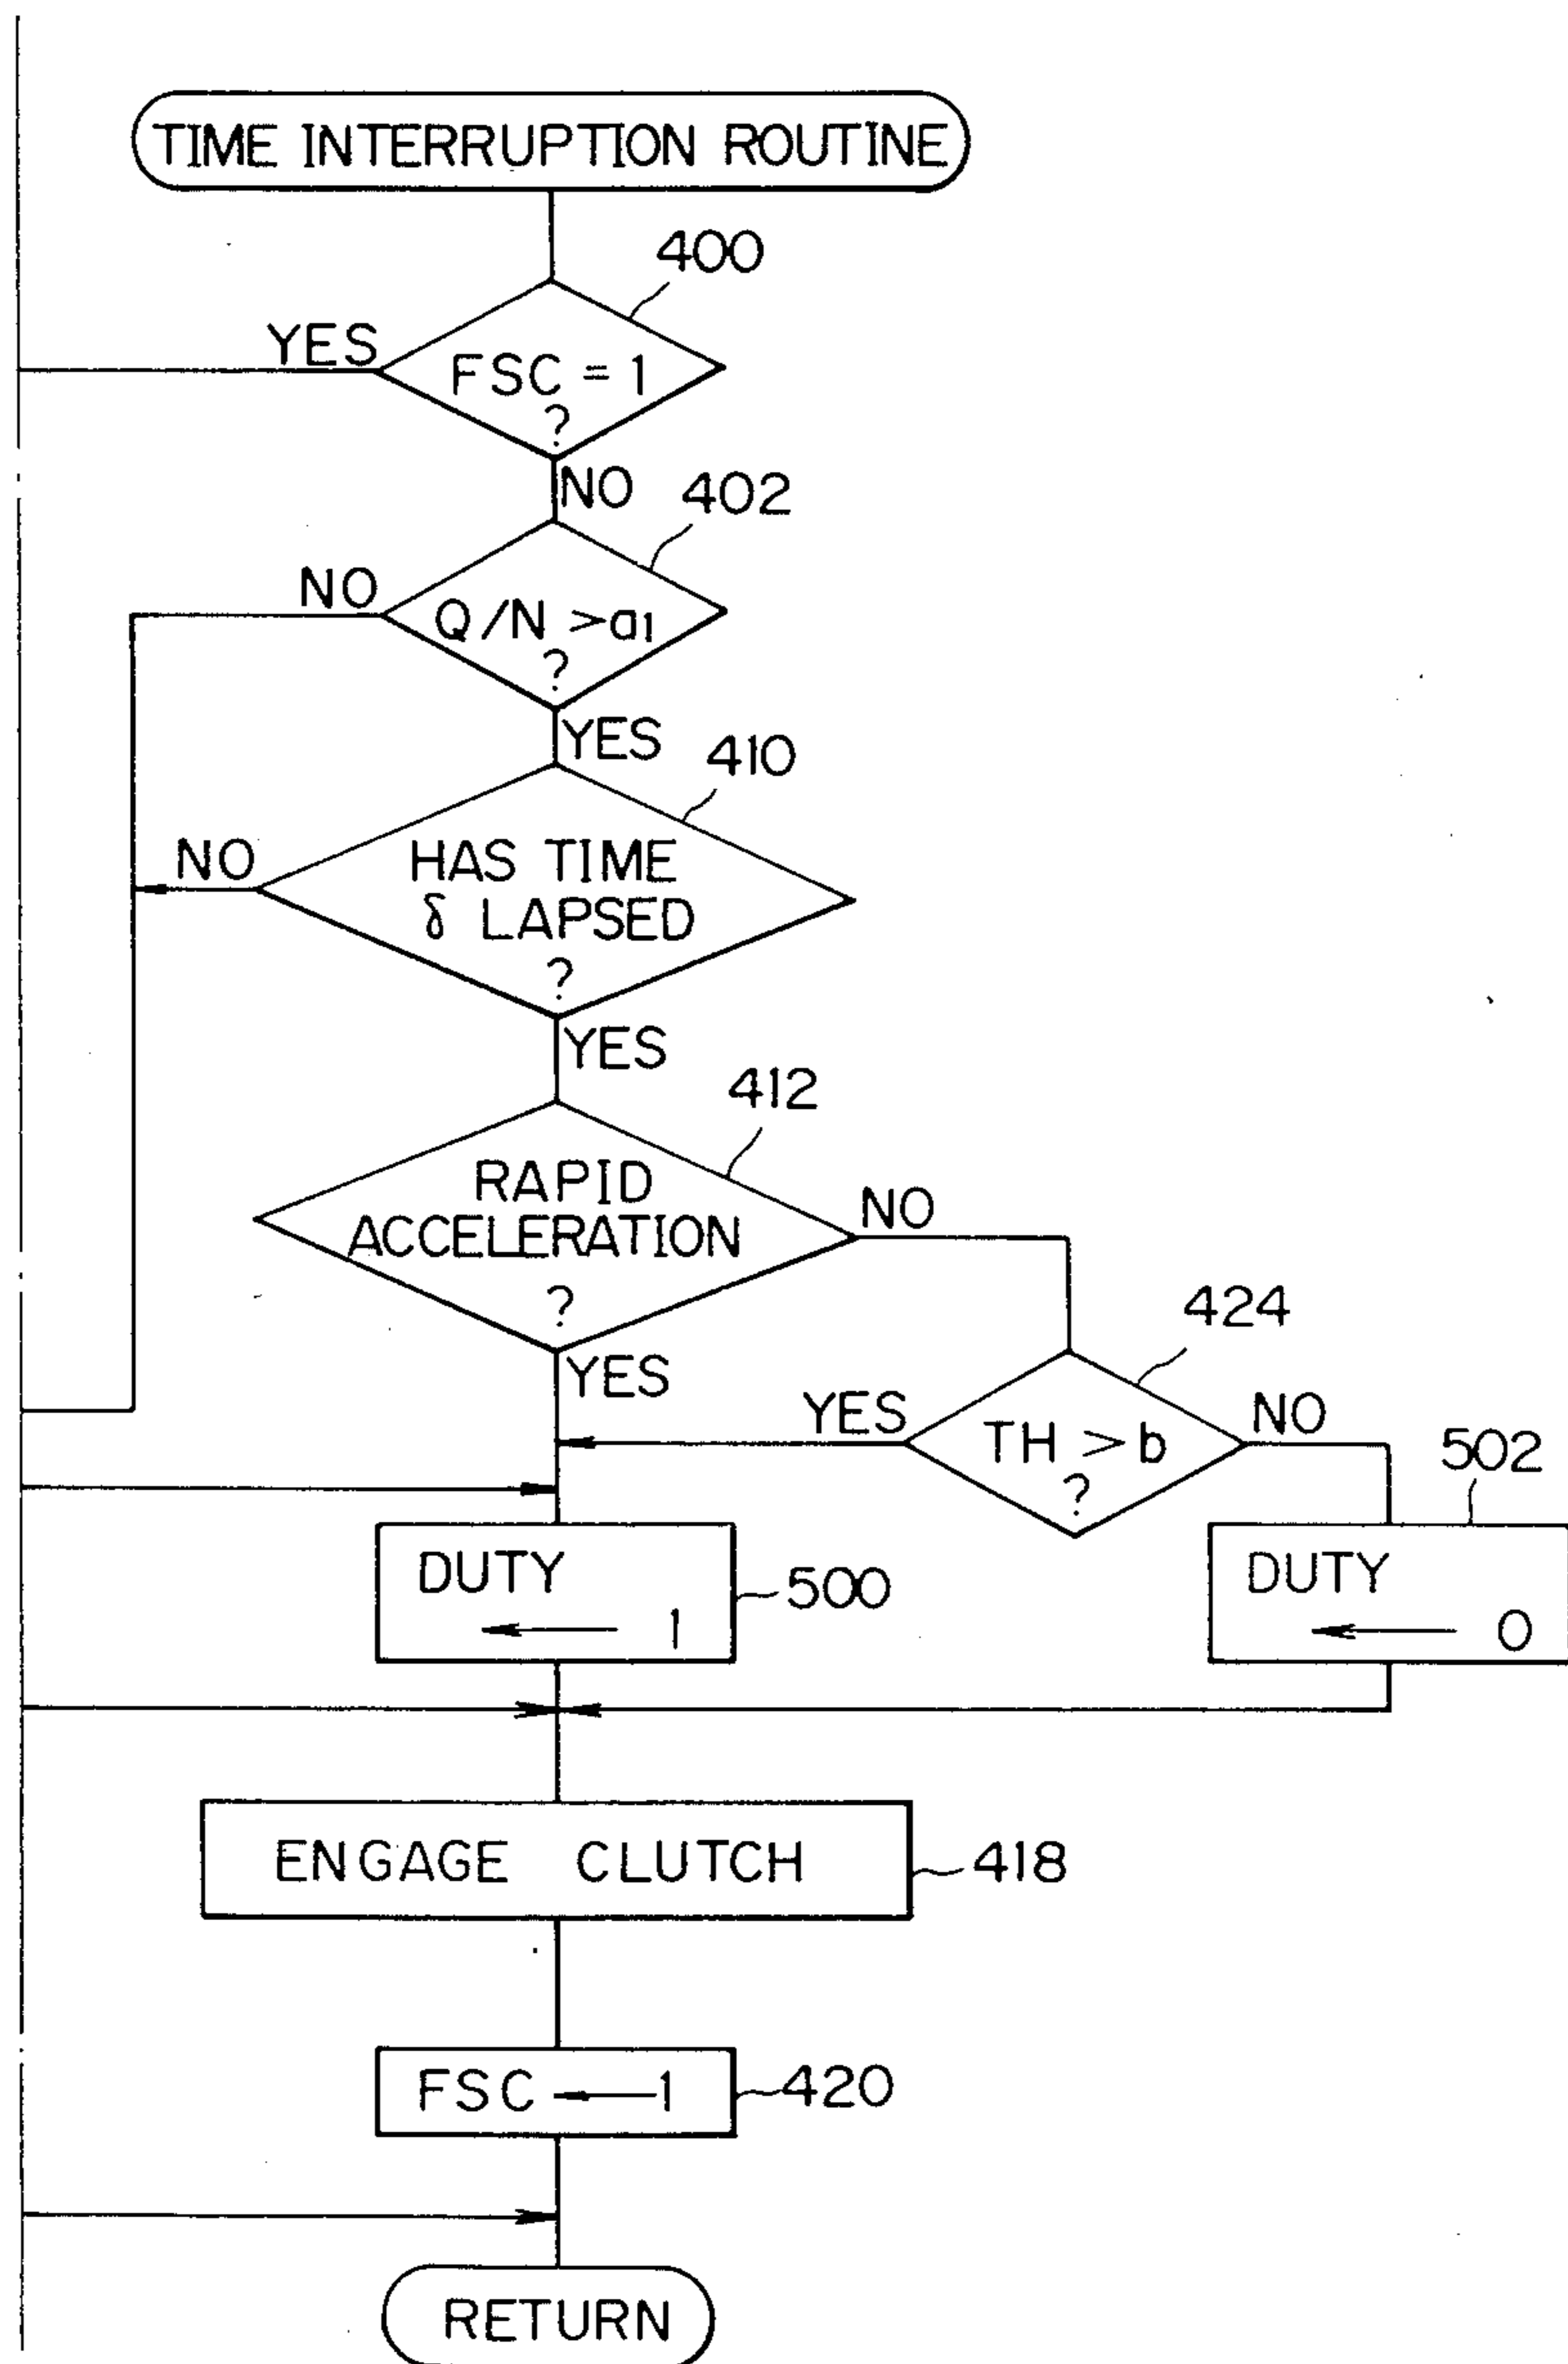 TIME INTERRUPTION ROUTINE
400
YES
FSC = 1
?
NO
402
NO
Q/N > a1
?
YES
410
NO
HAS TIME
δ LAPSED
?
YES
412
RAPID
ACCELERATION
?
NO
YES
424
YES
TH > b
?
NO
502
DUTY
← 1
500
DUTY
← 0
ENGAGE CLUTCH
418
FSC ← 1
420
RETURN